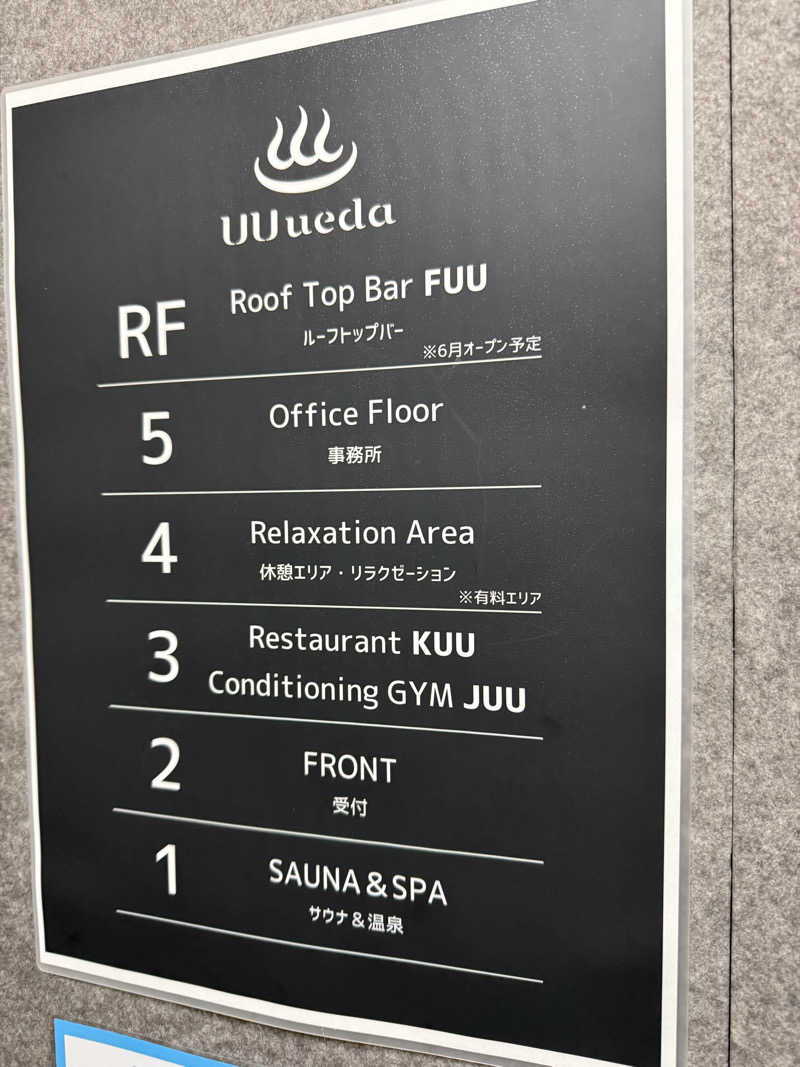 UUueda
RF
Roof Top Bar FUU
ルーフトップバー
※6月オープン予定
5
Office Floor
事務所
4
Relaxation Area
休憩エリア・リラクゼーション
※有料エリア
3
Restaurant KUU
Conditioning GYM JUU
2
FRONT
受付
1
SAUNA&SPA
サウナ&温泉